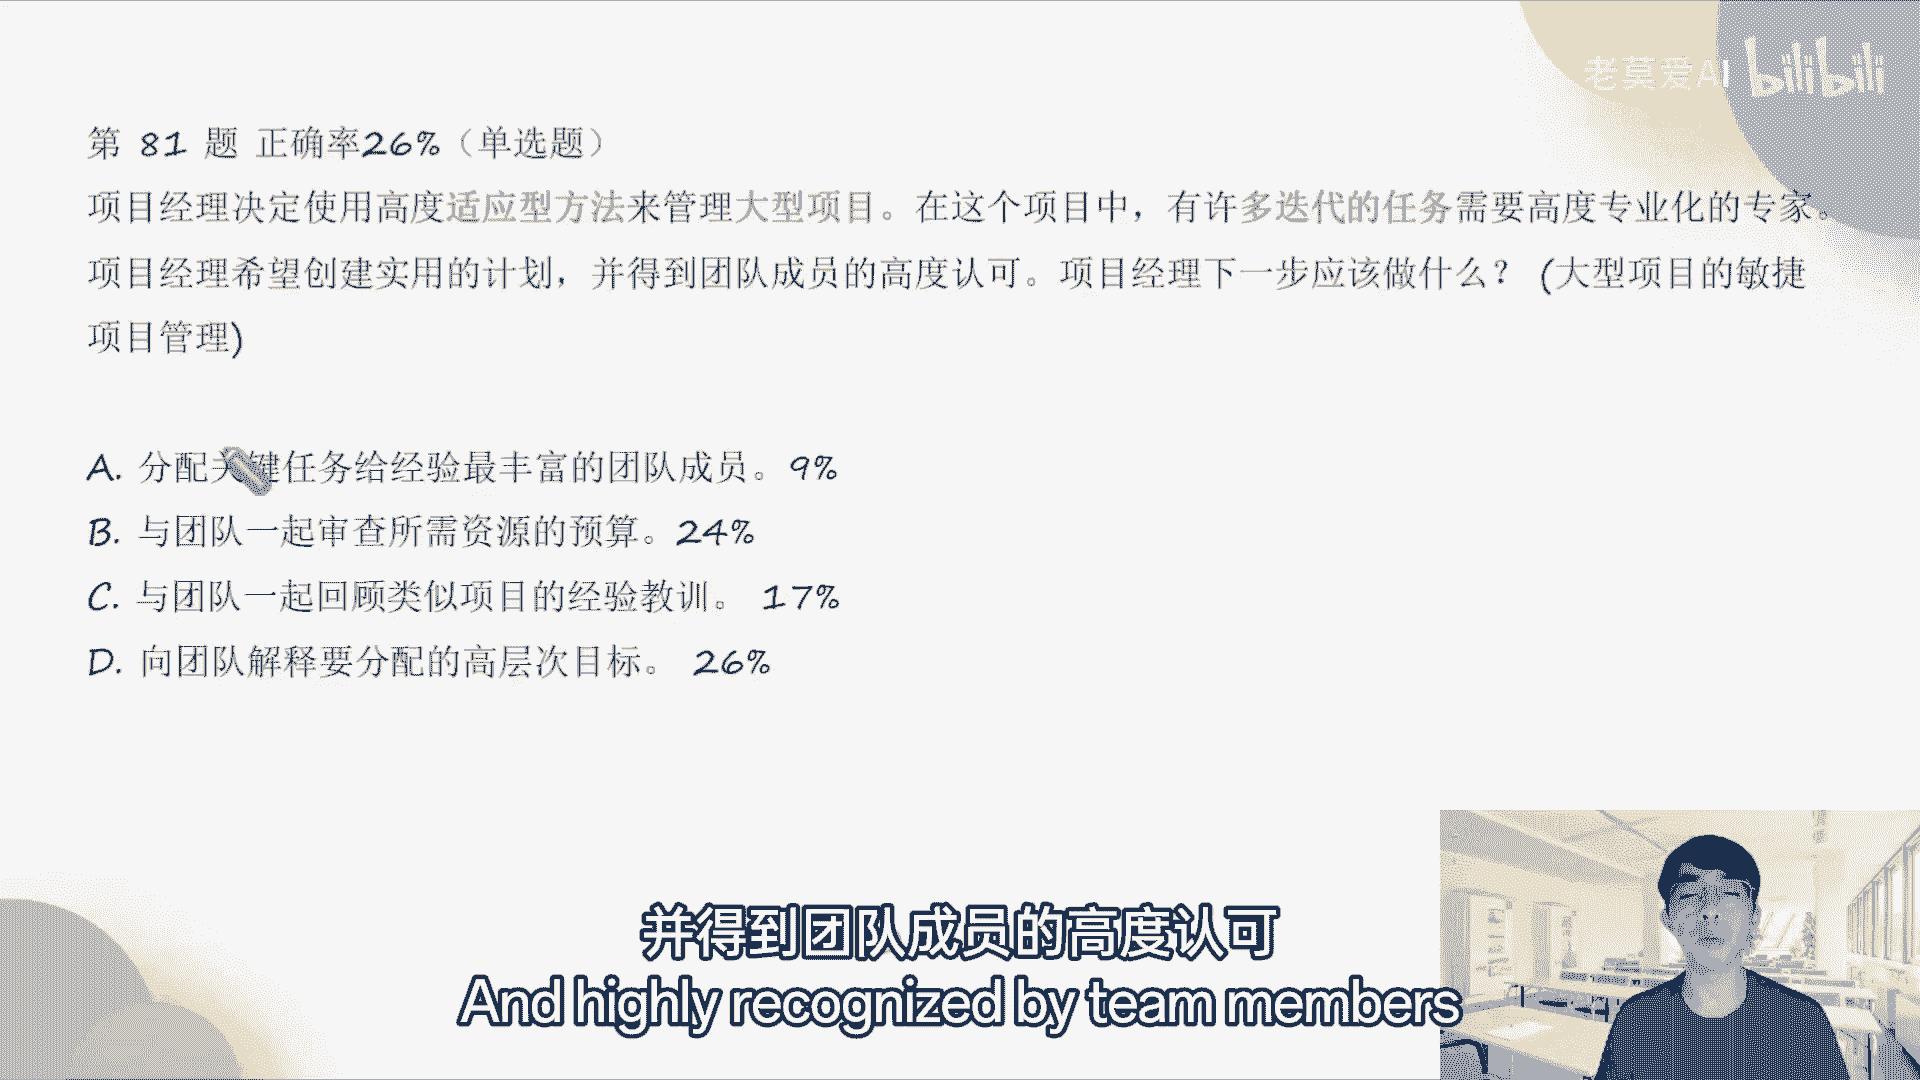 老莫爱AI bilibili
第 81 题 正确率26%（单选题）
项目经理决定使用高度适应型方法来管理大型项目。在这个项目中，有许多迭代的任务需要高度专业化的专家。
项目经理希望创建实用的计划，并得到团队成员的高度认可。项目经理下一步应该做什么？ (大型项目的敏捷
项目管理)
A. 分配关键任务给经验最丰富的团队成员。9%
B. 与团队一起审查所需资源的预算。24%
C. 与团队一起回顾类似项目的经验教训。 17%
D. 向团队解释要分配的高层次目标。 26%
并得到团队成员的高度认可
And highly recognized by team members